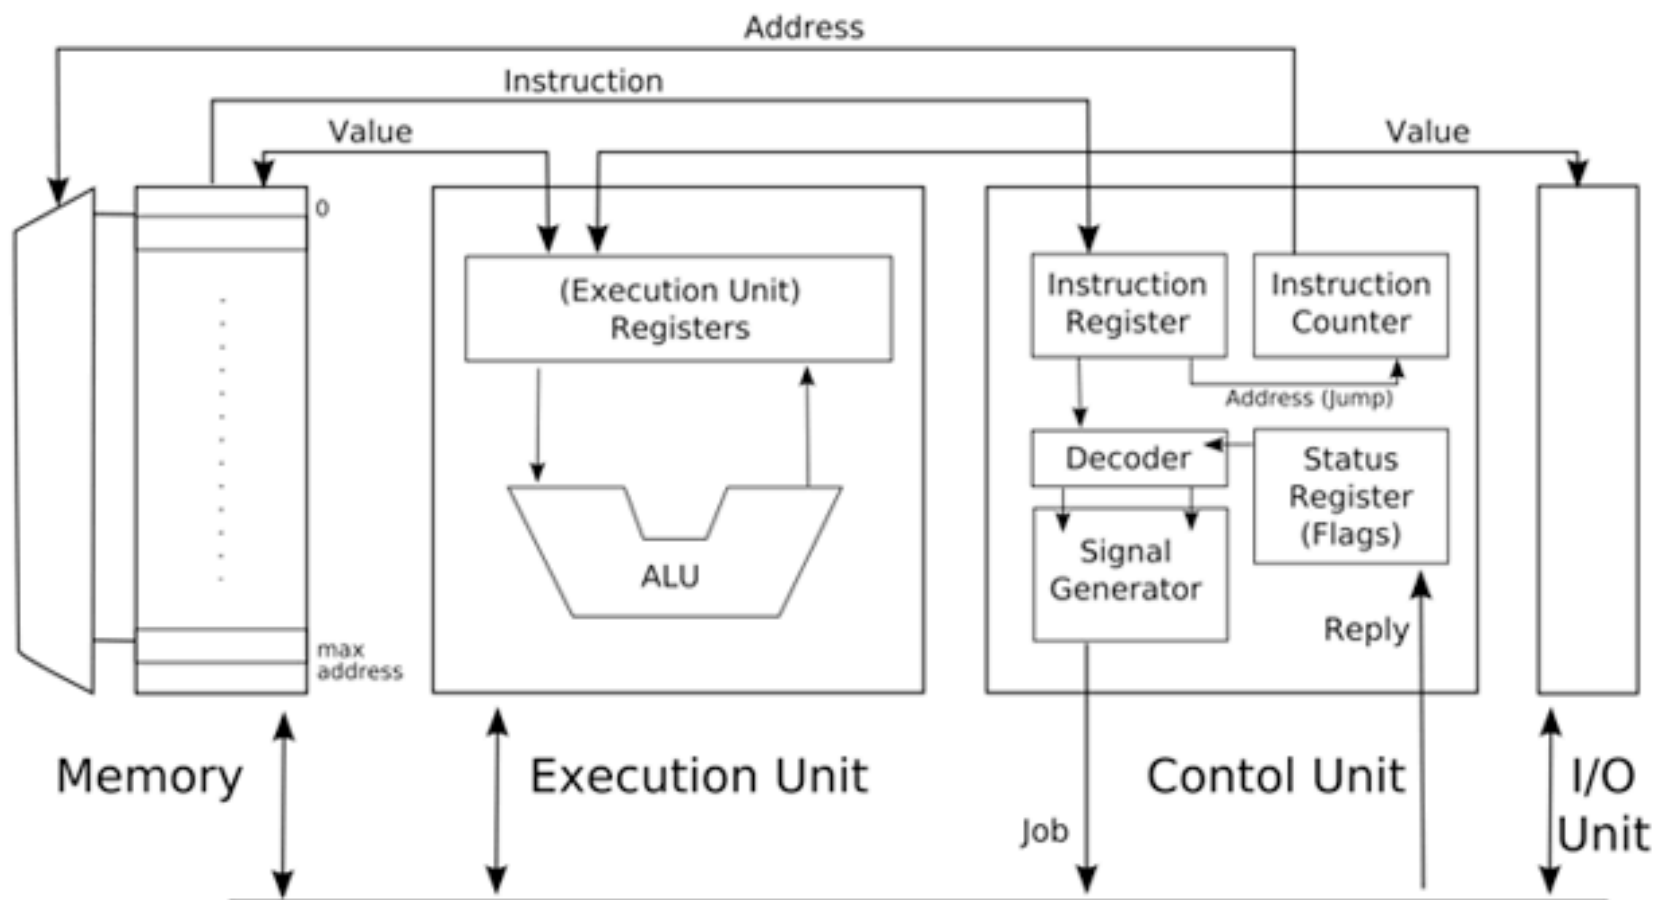 Address
Instruction
Value
Value
0
(Execution Unit)
Registers
Instruction
Register
Instruction
Counter
Address (Jump)
Decoder
Status
Register
(Flags)
Signal
Generator
ALU
Reply
max
address
Memory
Execution Unit
Contol Unit
I/O
Unit
Job